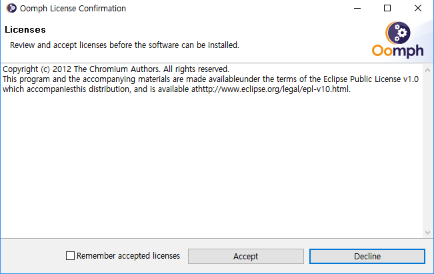 Oomph License Confirmation
Licenses
Review and accept licenses before the software can be installed.
Oomph
Copyright (c) 2012 The Chromium Authors. All rights reserved.
This program and the accompanying materials are made availableunder the terms of the Eclipse Public License v1.0
which accompaniesthis distribution, and is available athttp://www.eclipse.org/legal/epl-v10.html.
Remember accepted licenses
Accept
Decline